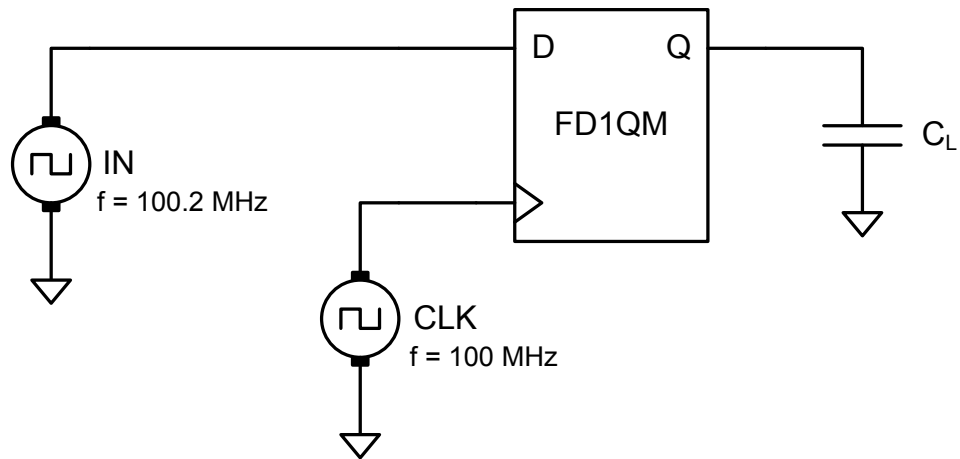 D
Q
FD1QM
C_L
IN
f = 100.2 MHz
CLK
f = 100 MHz